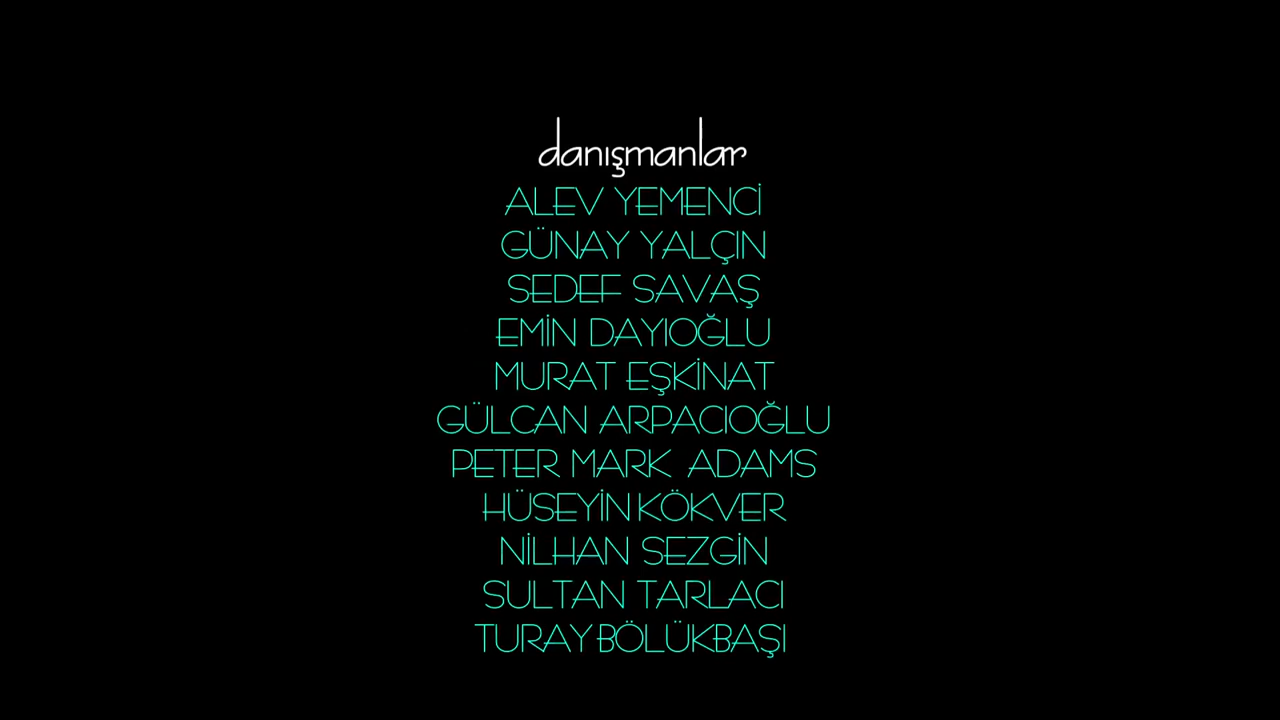 danışmanlar
ALEV YEMENCİ
GÜNAY YALÇIN
SEDEF SAVAŞ
EMİN DAYIOĞLU
MURAT EŞKİNAT
GÜLCAN ARPACIOĞLU
PETER MARK ADAMS
HÜSEYİN KÖKVER
NİLHAN SEZGİN
SULTAN TARLACI
TURAY BÖLÜKBAŞI